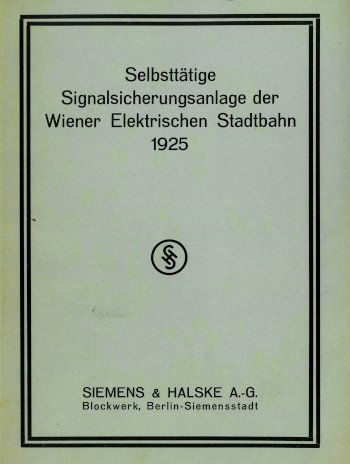 Selbsttätige
Signalsicherungsanlage der
Wiener Elektrischen Stadtbahn
1925
SIEMENS & HALSKE A.-G.
Blockwerk, Berlin-Siemensstadt